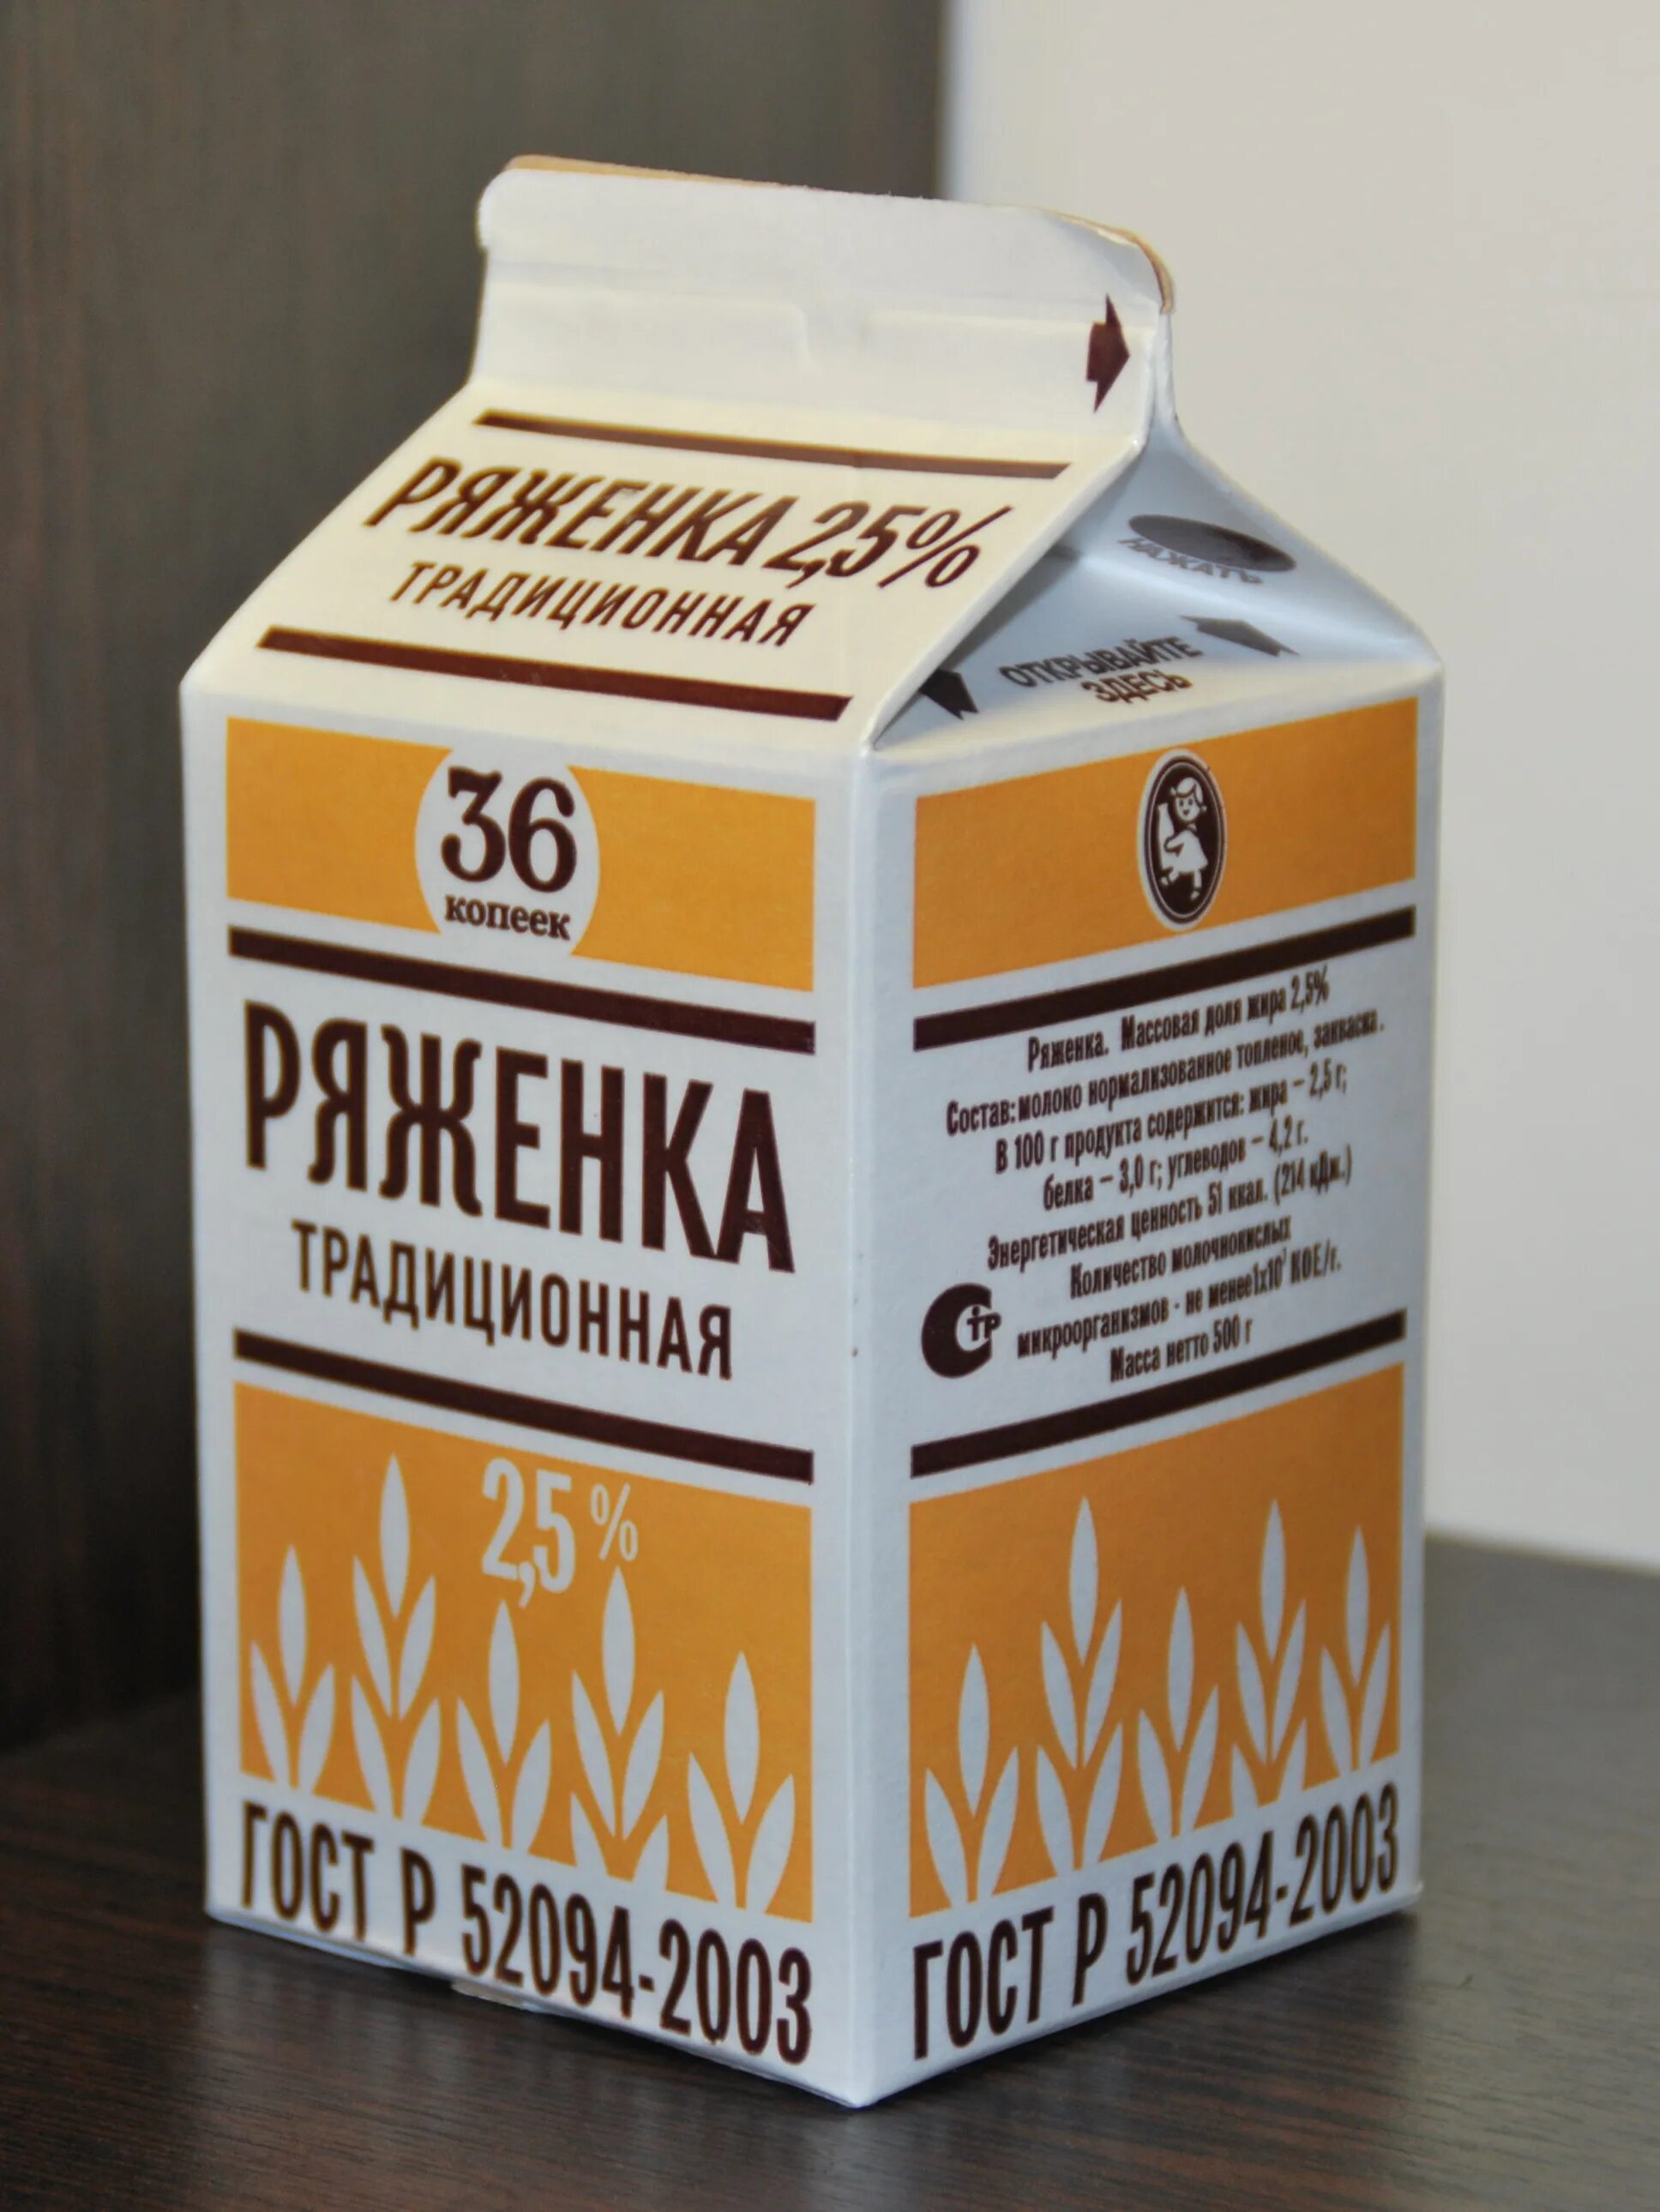 РЯЖЕНКА 2,5%
ТРАДИЦИОННАЯ
НАЖАТЬ
ОТКРЫВАЙТЕ
ЗДЕСЬ
36
копеек
РЯЖЕНКА
ТРАДИЦИОННАЯ
2,5%
ГОСТ Р 52094-2003
Ряженка. Массовая доля жира 2,5%
Состав: молоко нормализованное топленое, закваска.
В 100 г продукта содержится: жира – 2,5 г;
белка – 3,0 г; углеводов – 4,2 г.
Энергетическая ценность 51 ккал. (214 кДж.)
Количество молочнокислых
микроорганизмов - не менее 1х10⁷ КОЕ/г.
Масса нетто 500 г
ГОСТ Р 52094-2003